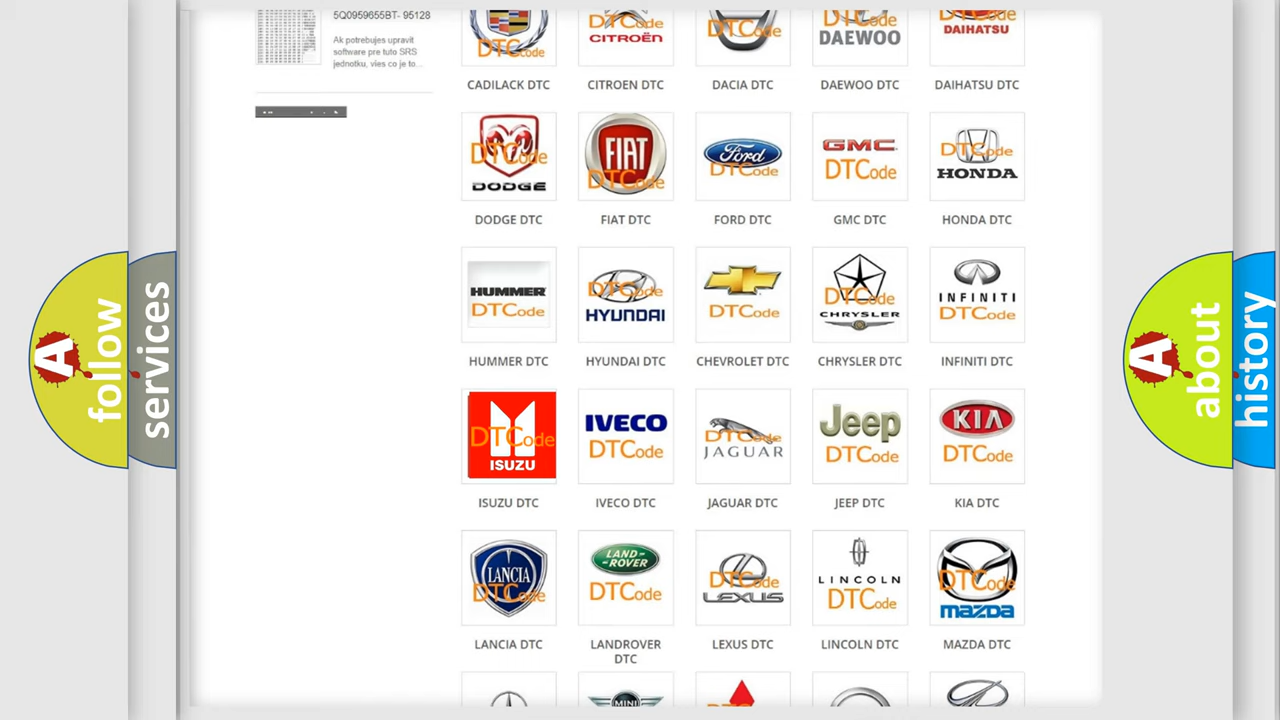 5Q0959655BT- 95128
Ak potrebujes upravit
software pre tuto SRS
jednotku, vies co je to...
DTCode
DTCode
CITROËN
DTCode
DTCode
DAEWOO
DTCode
DAIHATSU
CADILACK DTC
CITROEN DTC
DACIA DTC
DAEWOO DTC
DAIHATSU DTC
DTCode
DODGE
FIAT
DTCode
Ford
DTCode
GMC
DTCode
DTCode
HONDA
DODGE DTC
FIAT DTC
FORD DTC
GMC DTC
HONDA DTC
HUMMER
DTCode
DTCode
HYUNDAI
DTCode
DTCode
CHRYSLER
INFINITI
DTCode
HUMMER DTC
HYUNDAI DTC
CHEVROLET DTC
CHRYSLER DTC
INFINITI DTC
DTCode
ISUZU
IVECO
DTCode
DTCode
JAGUAR
Jeep
DTCode
KIA
DTCode
ISUZU DTC
IVECO DTC
JAGUAR DTC
JEEP DTC
KIA DTC
LANCIA
DTCode
LAND-
ROVER
DTCode
DTCode
LEXUS
LINCOLN
DTCode
DTCode
mazda
LANCIA DTC
LANDROVER
DTC
LEXUS DTC
LINCOLN DTC
MAZDA DTC
MINI
A
follow
services
A
about
history